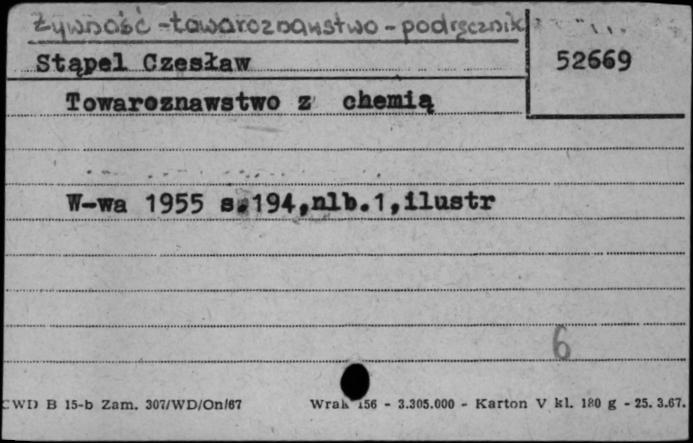 Żywność - towaroznawstwo - podręcznik
52669
Stąpel Czesław
Towaroznawstwo z chemią
W-wa 1955 s.194,nlb.1,ilustr
6
CWD B 15-b Zam. 307/WD/On/67 Wrak 156 - 3.305.000 - Karton V kl. 180 g - 25. 3.67.